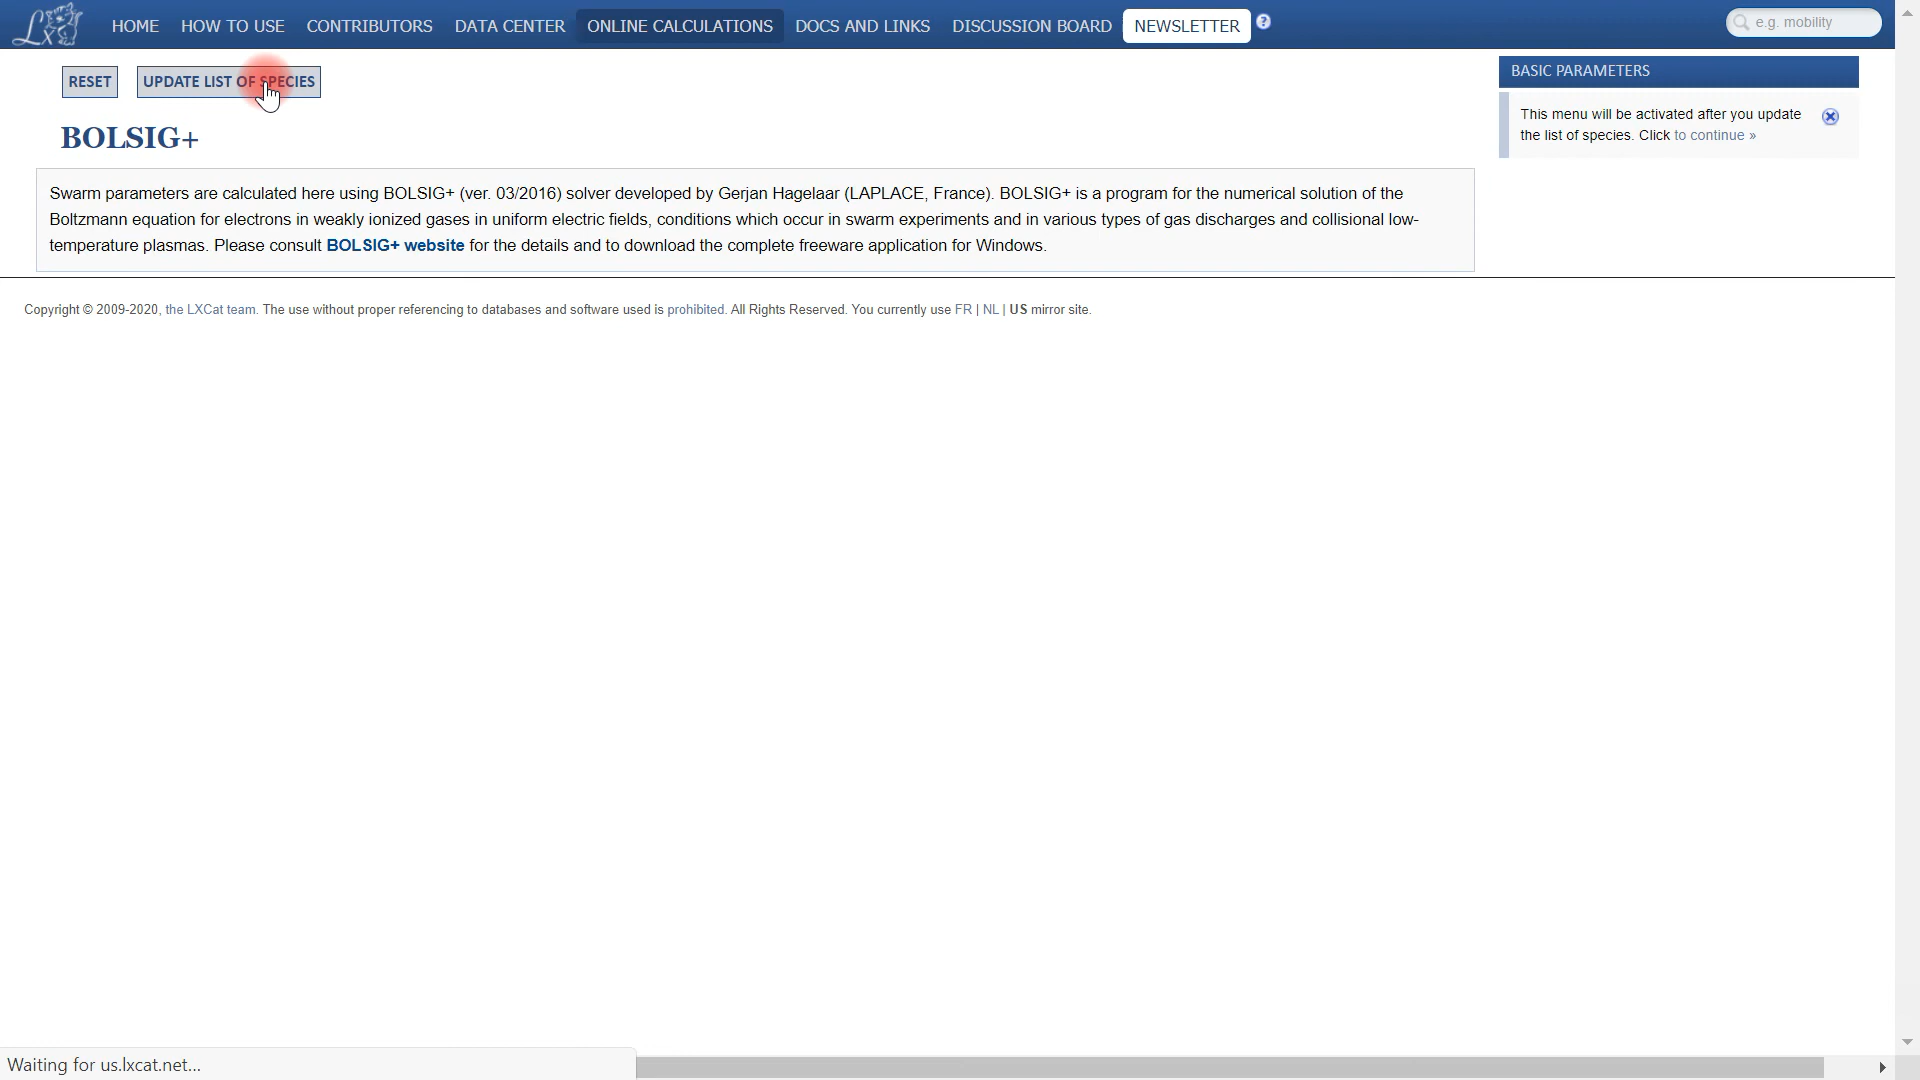 LX
HOME HOW TO USE CONTRIBUTORS DATA CENTER ONLINE CALCULATIONS DOCS AND LINKS DISCUSSION BOARD NEWSLETTER ? e.g. mobility
RESET UPDATE LIST OF SPECIES
BASIC PARAMETERS
This menu will be activated after you update
the list of species. Click to continue »
BOLSIG+
Swarm parameters are calculated here using BOLSIG+ (ver. 03/2016) solver developed by Gerjan Hagelaar (LAPLACE, France). BOLSIG+ is a program for the numerical solution of the
Boltzmann equation for electrons in weakly ionized gases in uniform electric fields, conditions which occur in swarm experiments and in various types of gas discharges and collisional low-
temperature plasmas. Please consult BOLSIG+ website for the details and to download the complete freeware application for Windows.
Copyright © 2009-2020, the LXCat team. The use without proper referencing to databases and software used is prohibited. All Rights Reserved. You currently use FR | NL | US mirror site.
Waiting for us.lxcat.net...